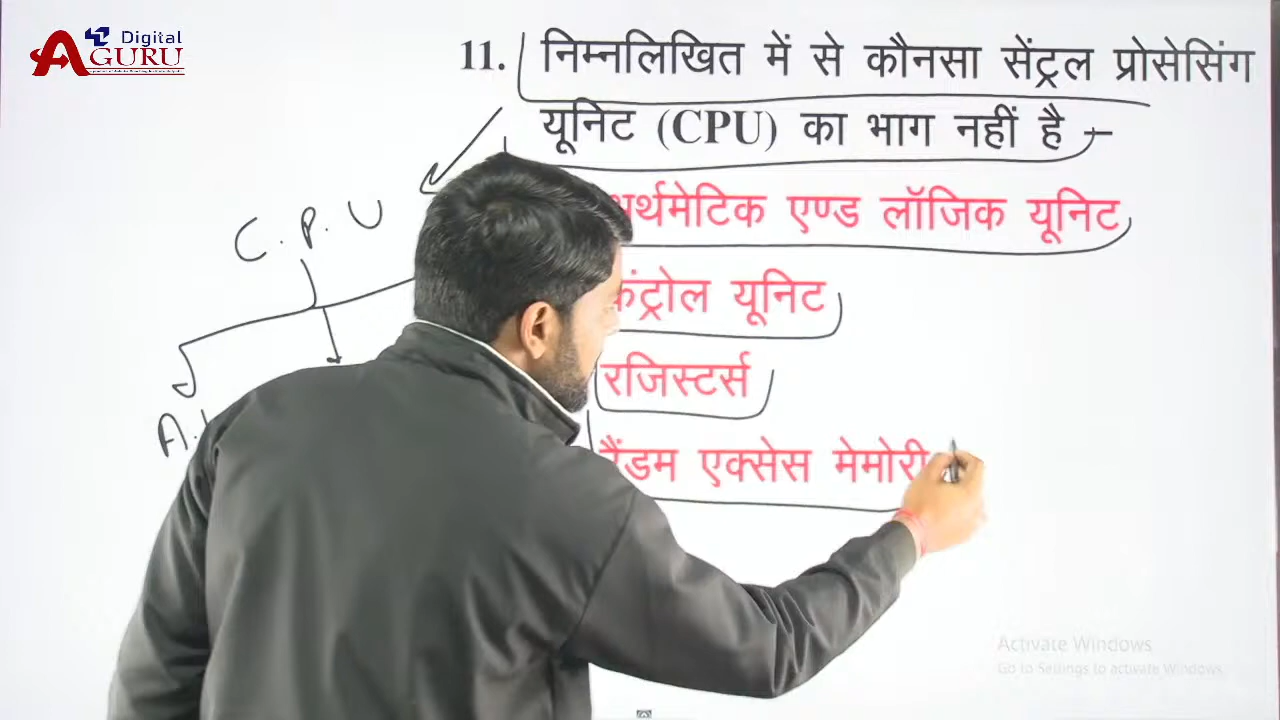 Digital
A GURU
11. निम्नलिखित में से कौनसा सेंट्रल प्रोसेसिंग
यूनिट (CPU) का भाग नहीं है –
अर्थमेटिक एण्ड लॉजिक यूनिट
C.P.U
कंट्रोल यूनिट
रजिस्टर्स
A.
रैंडम एक्सेस मेमोरी
Activate Windows
Go to Settings to activate Windows.